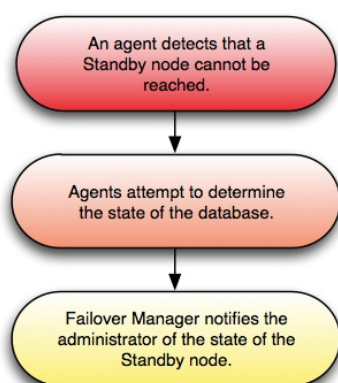 An agent detects that a
Standby node cannot be
reached.
Agents attempt to determine
the state of the database.
Failover Manager notifies the
administrator of the state of the
Standby node.